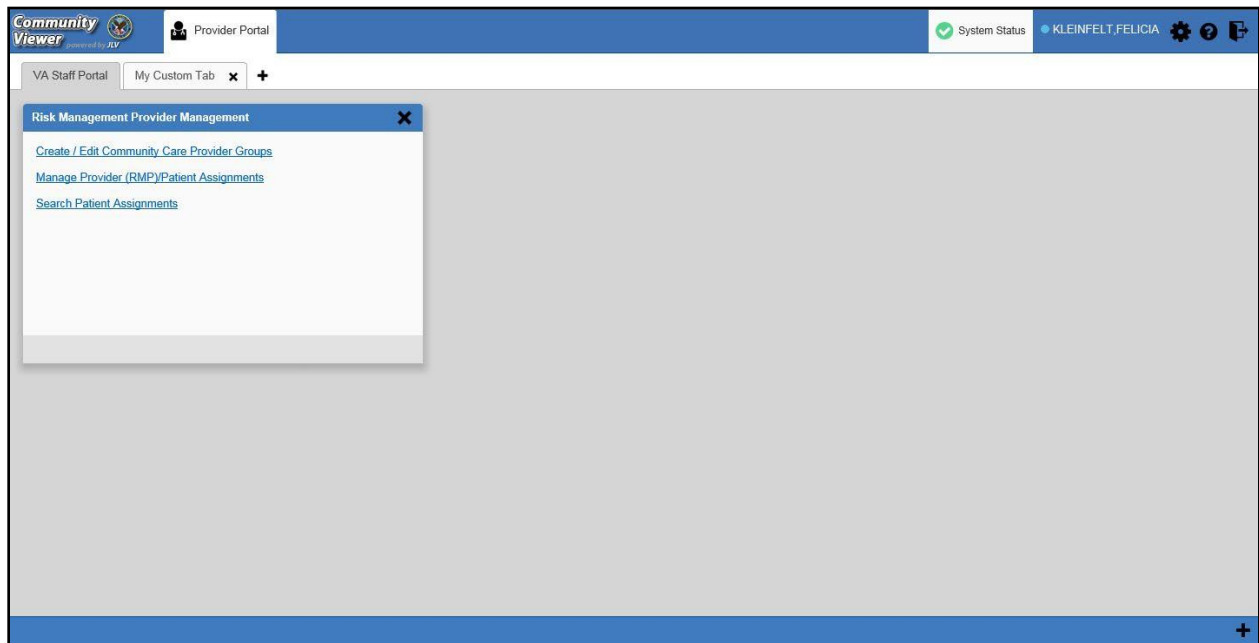 Community
Viewer powered by JLV
Provider Portal
System Status
KLEINFELT,FELICIA
VA Staff Portal
My Custom Tab
Risk Management Provider Management
Create / Edit Community Care Provider Groups
Manage Provider (RMP)/Patient Assignments
Search Patient Assignments